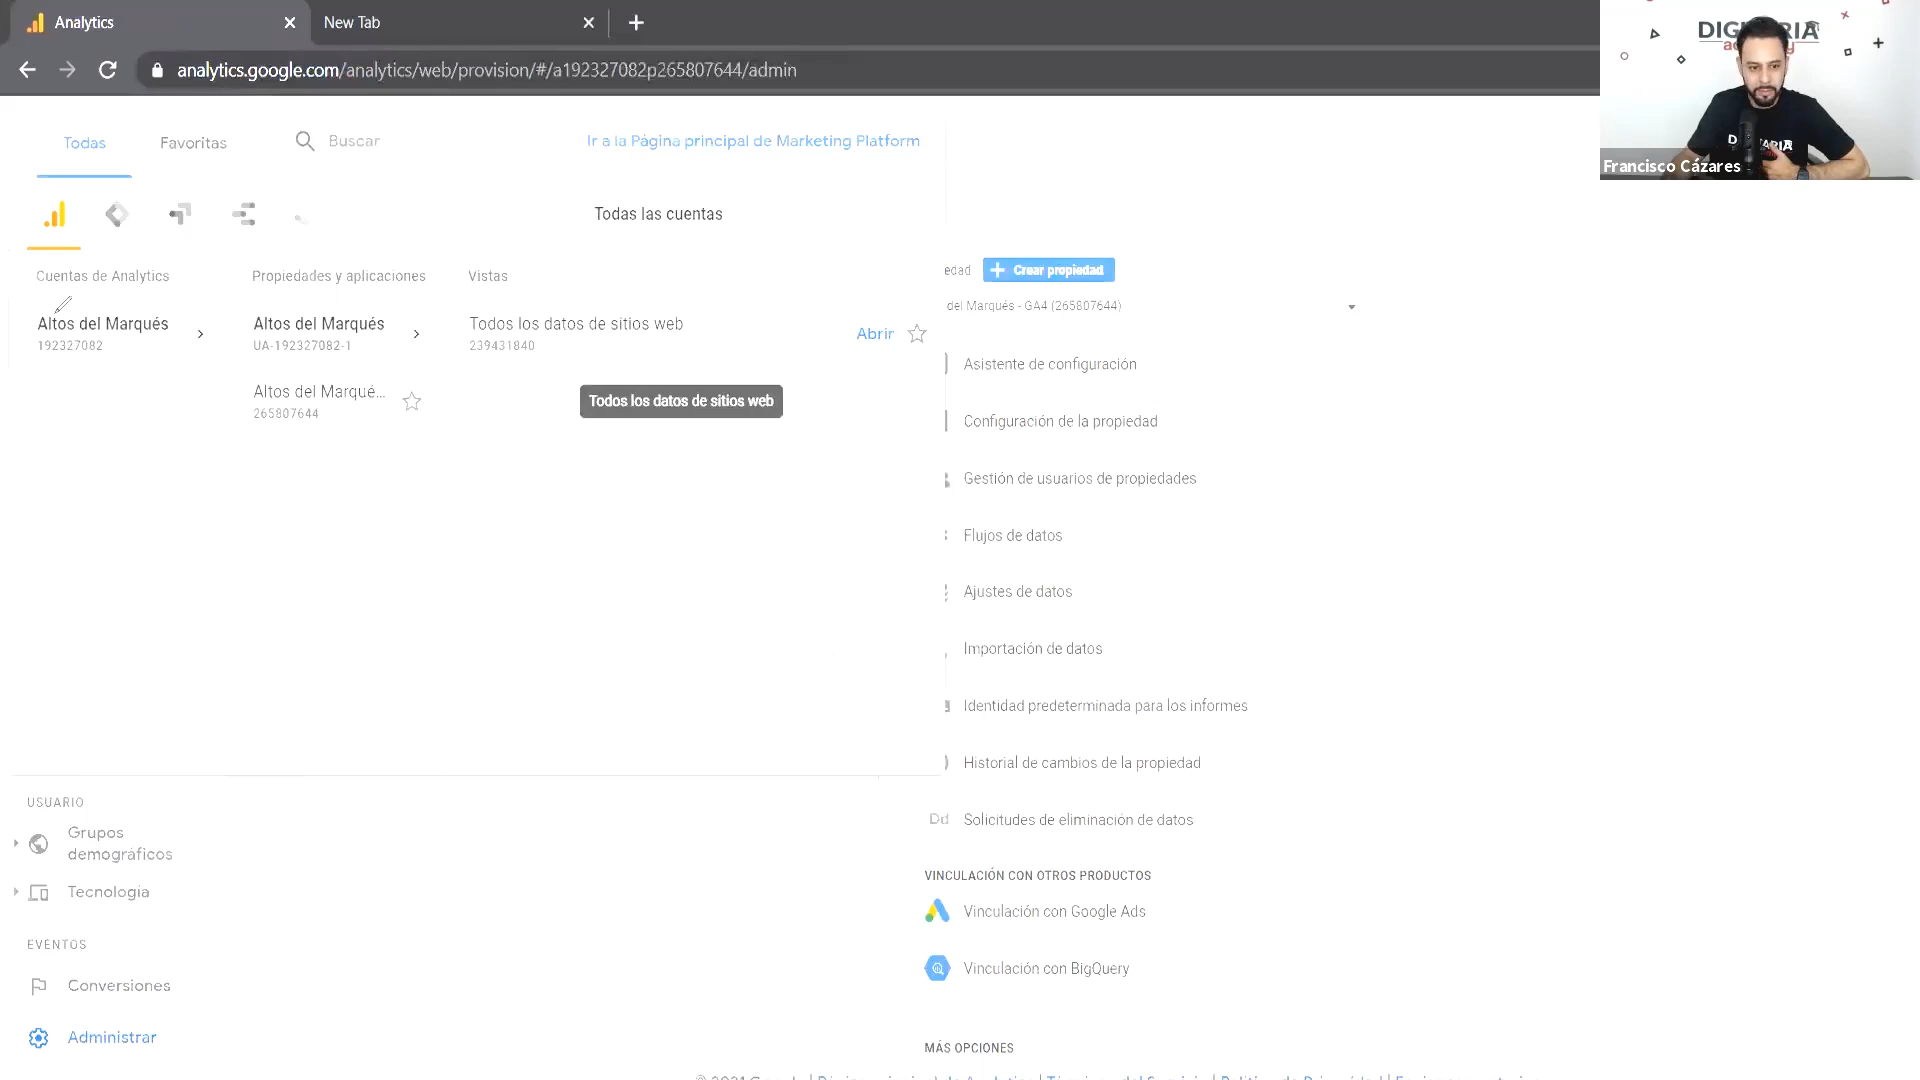 Analytics
New Tab
analytics.google.com/analytics/web/provision/#/a192327082p265807644/admin
Francisco Cázares
Todas
Favoritas
Buscar
Ir a la Página principal de Marketing Platform
Todas las cuentas
Cuentas de Analytics
Propiedades y aplicaciones
Vistas
Altos del Marqués
192327082
Altos del Marqués
UA-192327082-1
Todos los datos de sitios web
239431840
Abrir
Altos del Marqué...
265807644
Todos los datos de sitios web
edad
Crear propiedad
del Marqués - GA4 (265807644)
Asistente de configuración
Configuración de la propiedad
Gestión de usuarios de propiedades
Flujos de datos
Ajustes de datos
Importación de datos
Identidad predeterminada para los informes
Historial de cambios de la propiedad
Dd Solicitudes de eliminación de datos
VINCULACIÓN CON OTROS PRODUCTOS
Vinculación con Google Ads
Vinculación con BigQuery
MÁS OPCIONES
USUARIO
Grupos
demográficos
Tecnología
EVENTOS
Conversiones
Administrar